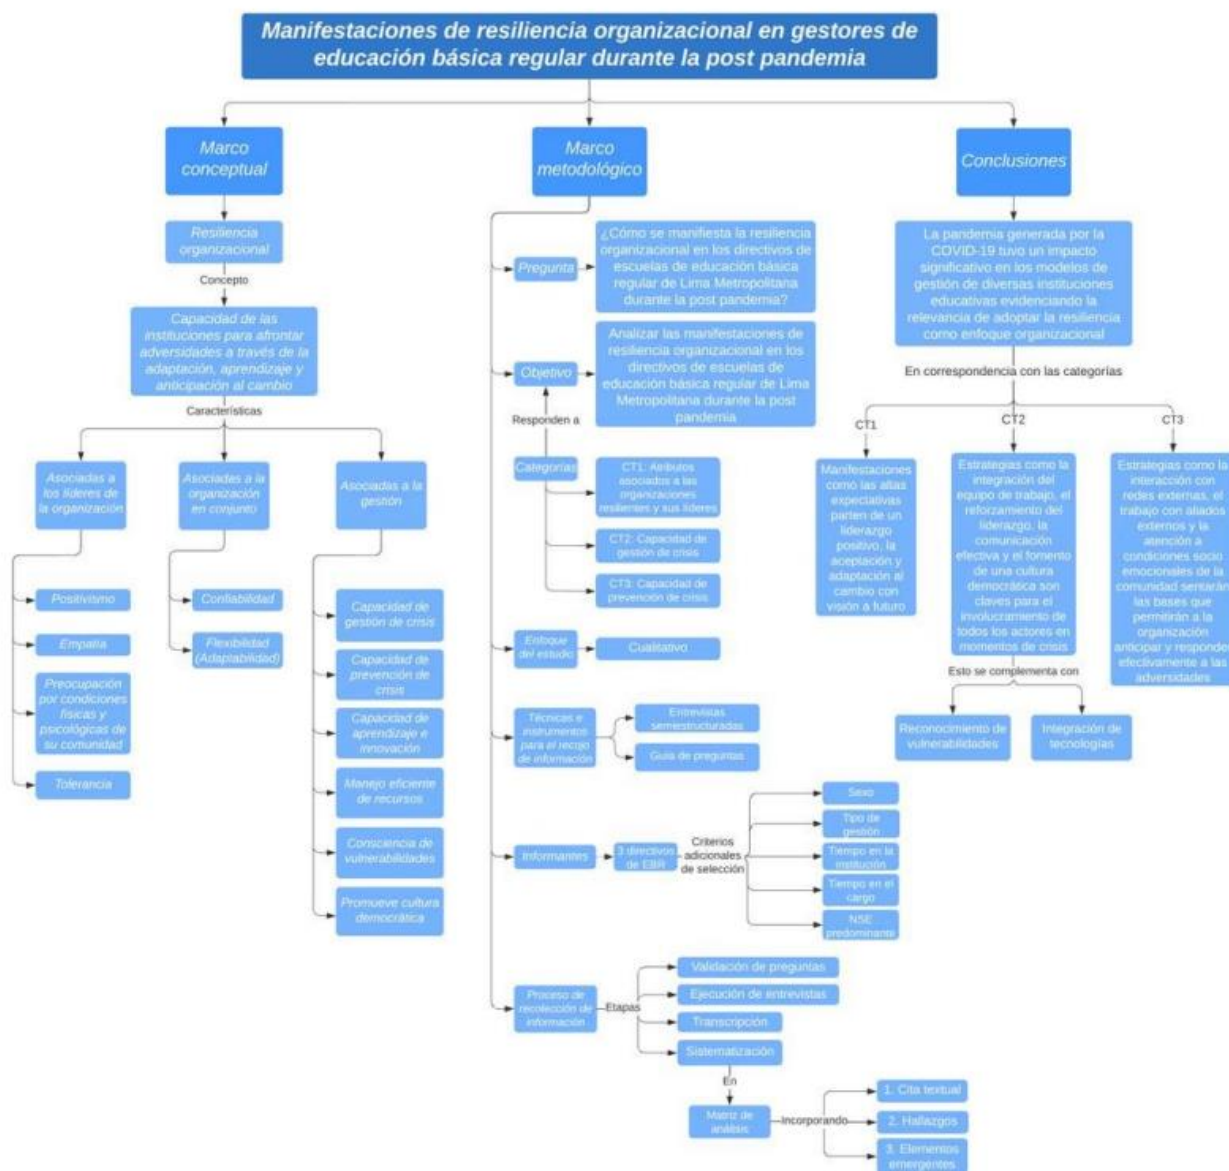 Manifestaciones de resiliencia organizacional en gestores de
educación básica regular durante la post pandemia
Marco
conceptual
Resiliencia
organizacional
Concepto
Capacidad de las
instituciones para afrontar
adversidades a través de la
adaptación, aprendizaje y
anticipación al cambio
Características
Asociadas a
los líderes de
la organización
Asociadas a la
organización
en conjunto
Asociadas a la
gestión
Positivismo
Empatía
Preocupación
por condiciones
físicas y
psicológicas de
su comunidad
Tolerancia
Confiabilidad
Flexibilidad
(Adaptabilidad)
Capacidad de
gestión de crisis
Capacidad de
prevención de
crisis
Capacidad de
aprendizaje e
innovación
Manejo eficiente
de recursos
Consciencia de
vulnerabilidades
Promueve cultura
democrática
Marco
metodológico
Pregunta
¿Cómo se manifiesta la resiliencia
organizacional en los directivos de
escuelas de educación básica
regular de Lima Metropolitana
durante la post pandemia?
Objetivo
Analizar las manifestaciones de
resiliencia organizacional en los
directivos de escuelas de
educación básica regular de Lima
Metropolitana durante la post
pandemia
Responden a
Categorías
CT1: Atributos
asociados a las
organizaciones
resilientes y sus líderes
CT2: Capacidad de
gestión de crisis
CT3: Capacidad de
prevención de crisis
Enfoque
del estudio
Cualitativo
Técnicas e
instrumentos
para el recojo
de información
Entrevistas
semestructuradas
Guía de preguntas
Informantes
3 directivos
de EBR
Criterios
adicionales
de selección
Sexo
Tipo de
gestión
Tiempo en la
institución
Tiempo en el
cargo
NSE
predominante
Proceso de
recolección de
información
Etapas
Validación de preguntas
Ejecución de entrevistas
Transcripción
Sistematización
En
Matriz de
análisis
Incorporando
1. Cita textual
2. Hallazgos
3. Elementos
emergentes
Conclusiones
La pandemia generada por la
COVID-19 tuvo un impacto
significativo en los modelos de
gestión de diversas instituciones
educativas evidenciando la
relevancia de adoptar la resiliencia
como enfoque organizacional
En correspondencia con las categorías
CT1
Manifestaciones
como las altas
expectativas
parten de un
liderazgo
positivo, la
aceptación y
adaptación al
cambio con
visión a futuro
CT2
Estrategias como la
integración del
equipo de trabajo, el
reforzamiento del
liderazgo, la
comunicación
efectiva y el fomento
de una cultura
democrática son
claves para el
involucramiento de
todos los actores en
momentos de crisis
Esto se complementa con
Reconocimiento de
vulnerabilidades
Integración de
tecnologías
CT3
Estrategias como la
interacción con
redes externas, el
trabajo con aliados
externos y la
atención a
condiciones socio
emocionales de la
comunidad sentarán
las bases que
permitirán a la
organización
anticipar y responder
efectivamente a las
adversidades